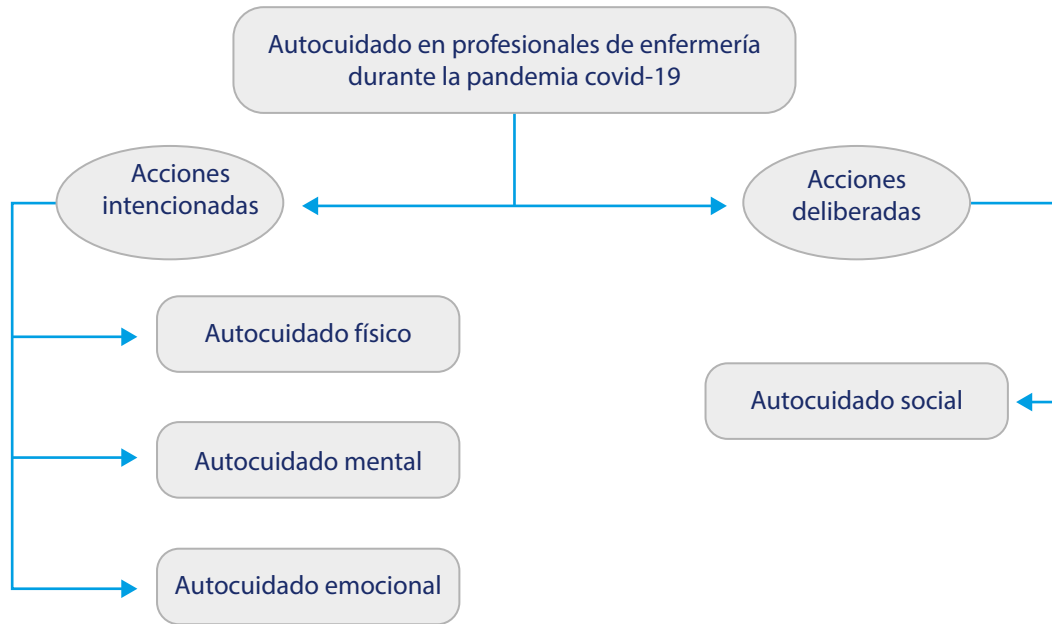 Autocuidado en profesionales de enfermería
durante la pandemia covid-19
Acciones
intencionadas
Acciones
deliberadas
Autocuidado físico
Autocuidado social
Autocuidado mental
Autocuidado emocional